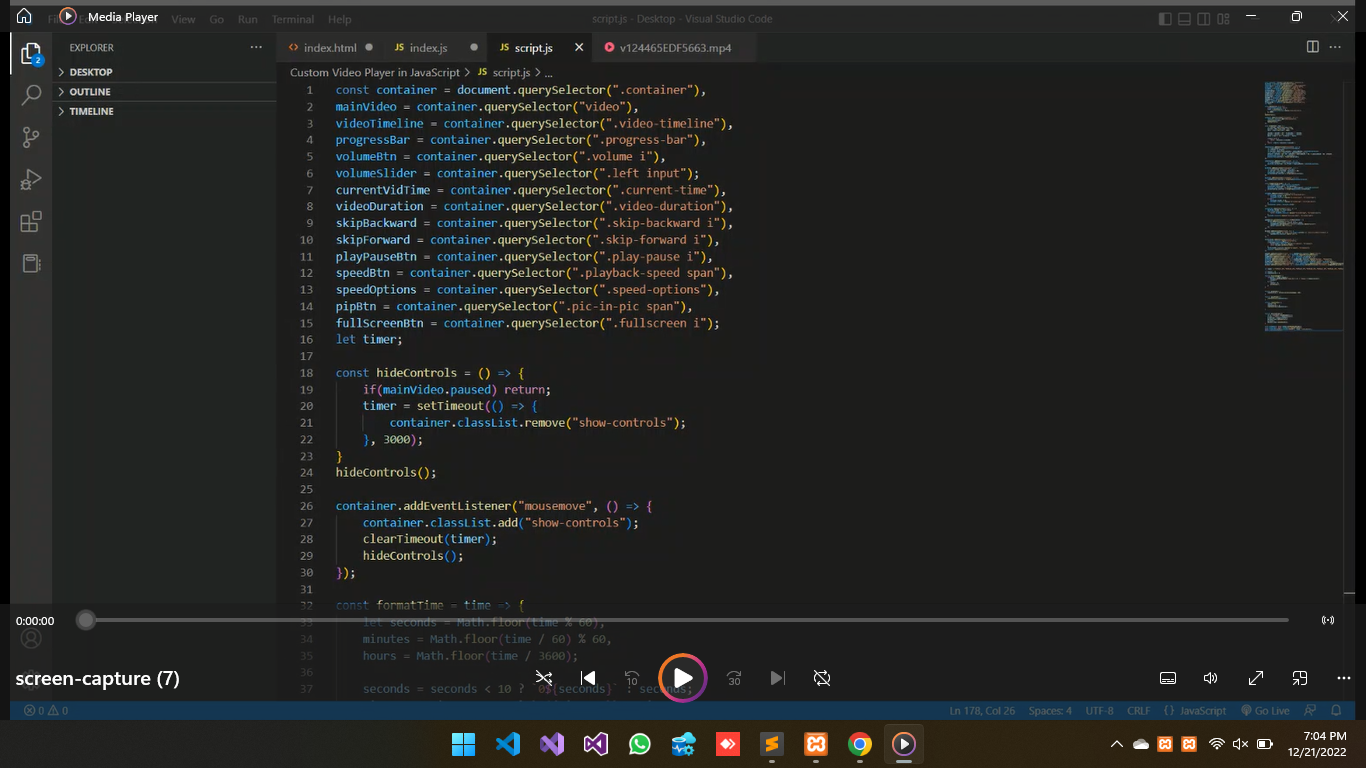 Media Player
View Go Run Terminal Help
script.js - Desktop - Visual Studio Code
EXPLORER
2
DESKTOP
OUTLINE
TIMELINE
index.html
JS index.js
JS script.js
v124465EDF5663.mp4
Custom Video Player in JavaScript > JS script.js > ...
1 const container = document.querySelector(".container"),
2 mainVideo = container.querySelector("video"),
3 videoTimeline = container.querySelector(".video-timeline"),
4 progressBar = container.querySelector(".progress-bar"),
5 volumeBtn = container.querySelector(".volume i"),
6 volumeSlider = container.querySelector(".left input");
7 currentVidTime = container.querySelector(".current-time"),
8 videoDuration = container.querySelector(".video-duration"),
9 skipBackward = container.querySelector(".skip-backward i"),
10 skipForward = container.querySelector(".skip-forward i"),
11 playPauseBtn = container.querySelector(".play-pause i"),
12 speedBtn = container.querySelector(".playback-speed span"),
13 speedOptions = container.querySelector(".speed-options"),
14 pipBtn = container.querySelector(".pic-in-pic span"),
15 fullScreenBtn = container.querySelector(".fullscreen i");
16 let timer;
17
18 const hideControls = () => {
19 if(mainVideo.paused) return;
20 timer = setTimeout(() => {
21 container.classList.remove("show-controls");
22 }, 3000);
23 }
24 hideControls();
25
26 container.addEventListener("mousemove", () => {
27 container.classList.add("show-controls");
28 clearTimeout(timer);
29 hideControls();
30 });
31
32 const formatTime = time => {
33 let seconds = Math.floor(time % 60),
34 minutes = Math.floor(time / 60) % 60,
35 hours = Math.floor(time / 3600);
36
37 seconds = seconds < 10 ? `0${seconds}` : seconds;
0:00:00
screen-capture (7)
10
30
0 0
Ln 178, Col 26 Spaces: 4 UTF-8 CRLF {} JavaScript Go Live
7:04 PM
12/21/2022